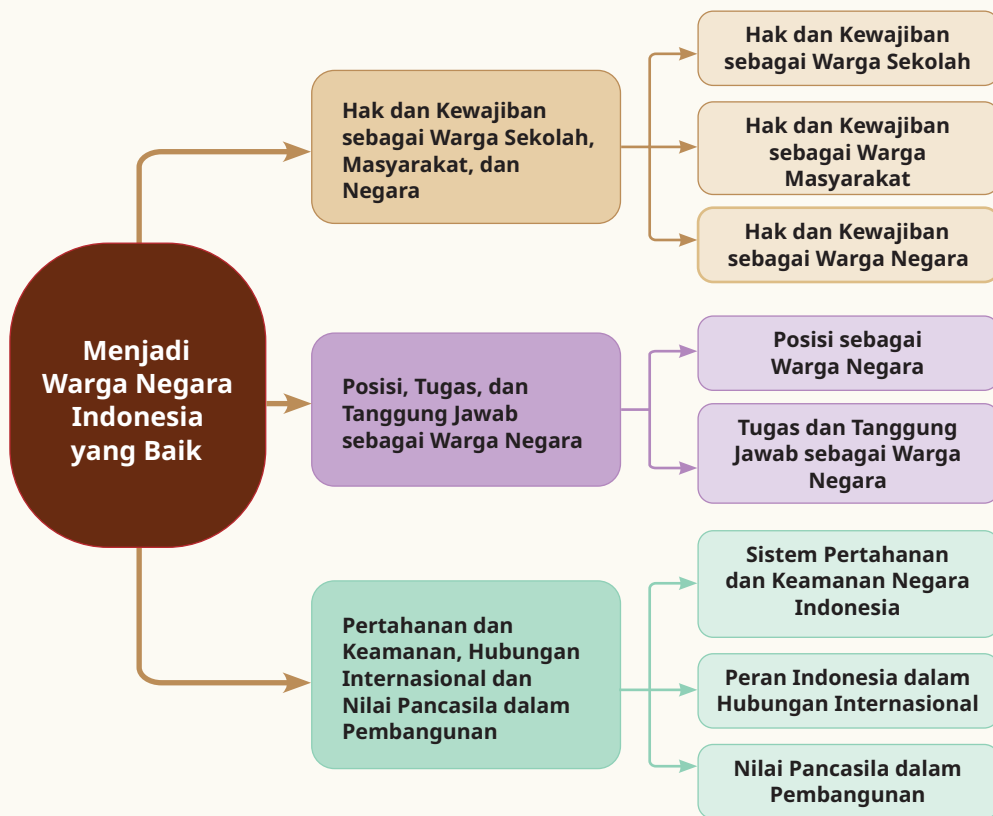 Menjadi
Warga Negara
Indonesia
yang Baik
Hak dan Kewajiban
sebagai Warga Sekolah,
Masyarakat, dan
Negara
Hak dan Kewajiban
sebagai Warga Sekolah
Hak dan Kewajiban
sebagai Warga
Masyarakat
Hak dan Kewajiban
sebagai Warga Negara
Posisi, Tugas, dan
Tanggung Jawab
sebagai Warga Negara
Posisi sebagai
Warga Negara
Tugas dan Tanggung
Jawab sebagai Warga
Negara
Pertahanan dan
Keamanan, Hubungan
Internasional dan
Nilai Pancasila dalam
Pembangunan
Sistem Pertahanan
dan Keamanan Negara
Indonesia
Peran Indonesia dalam
Hubungan Internasional
Nilai Pancasila dalam
Pembangunan